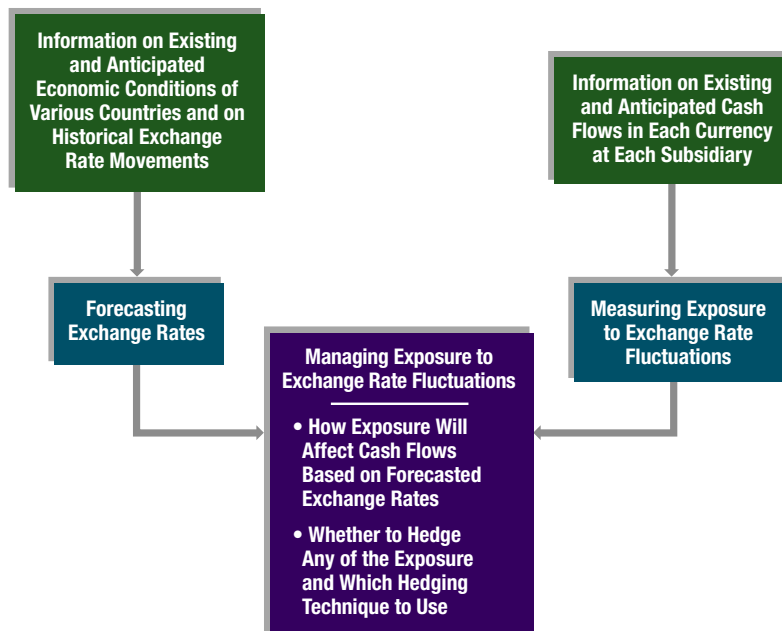 Information on Existing
and Anticipated
Economic Conditions of
Various Countries and on
Historical Exchange
Rate Movements
Information on Existing
and Anticipated Cash
Flows in Each Currency
at Each Subsidiary
Forecasting
Exchange Rates
Measuring Exposure
to Exchange Rate
Fluctuations
Managing Exposure to
Exchange Rate Fluctuations
• How Exposure Will
Affect Cash Flows
Based on Forecasted
Exchange Rates
• Whether to Hedge
Any of the Exposure
and Which Hedging
Technique to Use